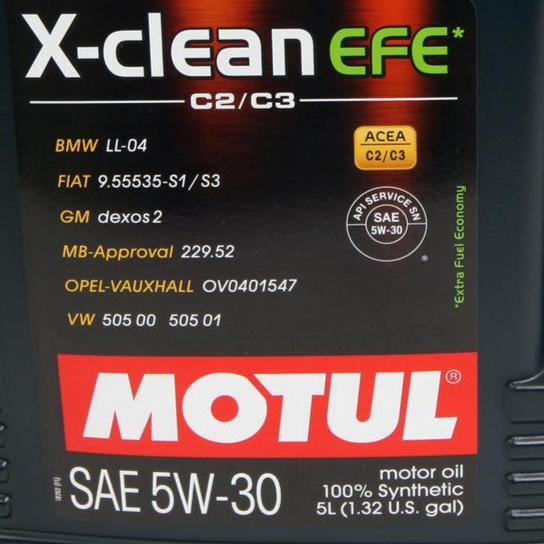 X-clean EFE*
C2/C3
BMW LL-04
ACEA
C2/C3
FIAT 9.55535-S1/S3
GM dexos2
API SERVICE SN
SAE
5W-30
®
MB-Approval 229.52
OPEL-VAUXHALL OV0401547
VW 505 00 505 01
*Extra Fuel Economy
MOTUL®
SAE 5W-30
motor oil
100% Synthetic
5L (1.32 U.S. gal)